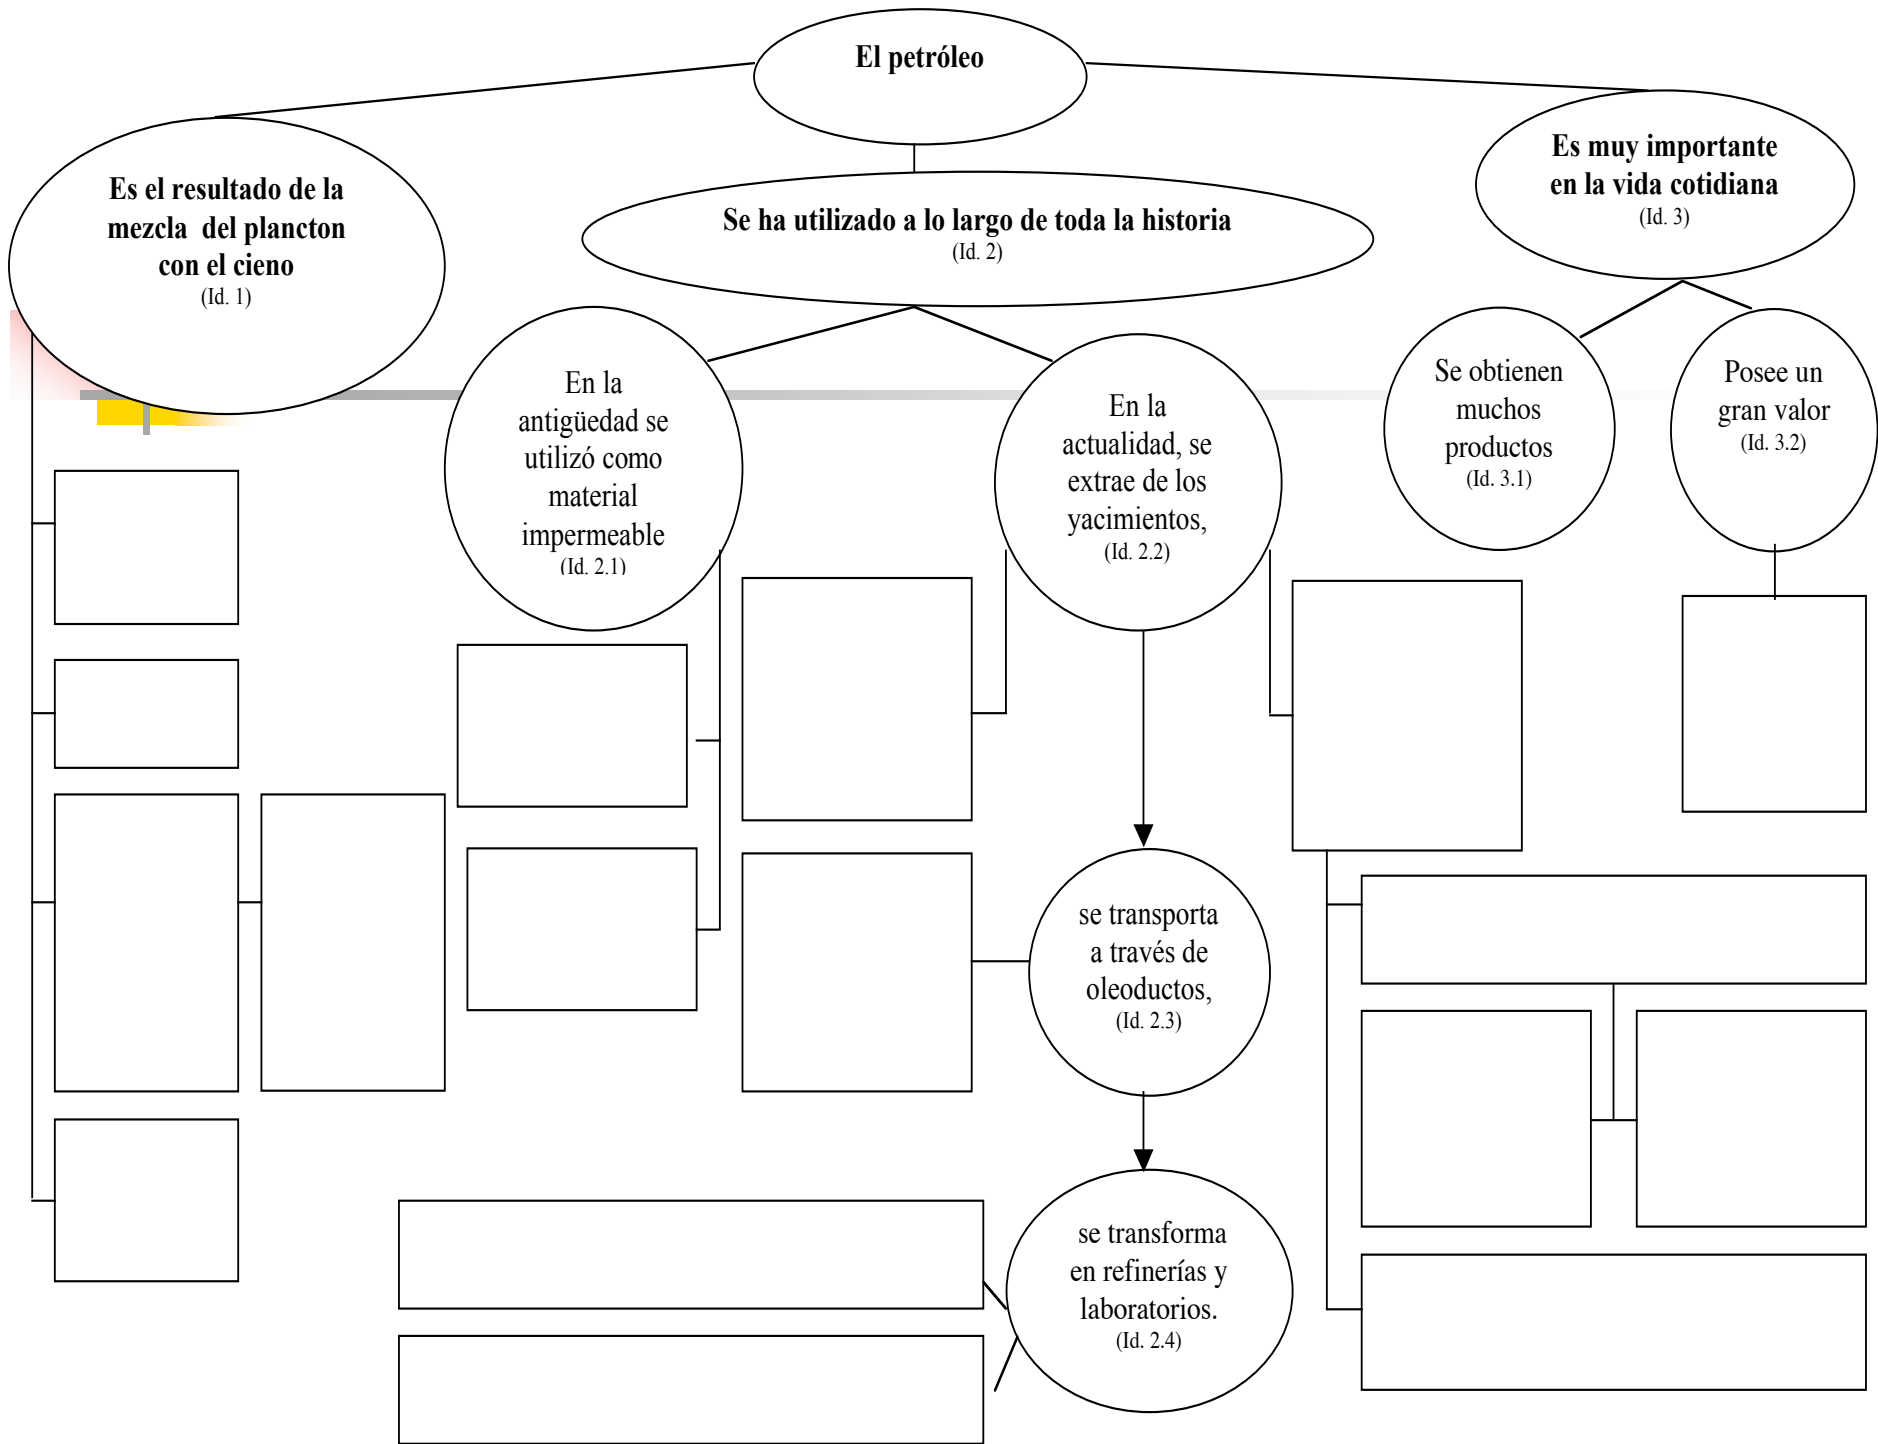 El petróleo
Es el resultado de la
mezcla del plancton
con el cieno
(Id. 1)
Se ha utilizado a lo largo de toda la historia
(Id. 2)
Es muy importante
en la vida cotidiana
(Id. 3)
En la
antigüedad se
utilizó como
material
impermeable
(Id. 2.1)
En la
actualidad, se
extrae de los
yacimientos,
(Id. 2.2)
Se obtienen
muchos
productos
(Id. 3.1)
Posee un
gran valor
(Id. 3.2)
se transporta
a través de
oleoductos,
(Id. 2.3)
se transforma
en refinerías y
laboratorios.
(Id. 2.4)